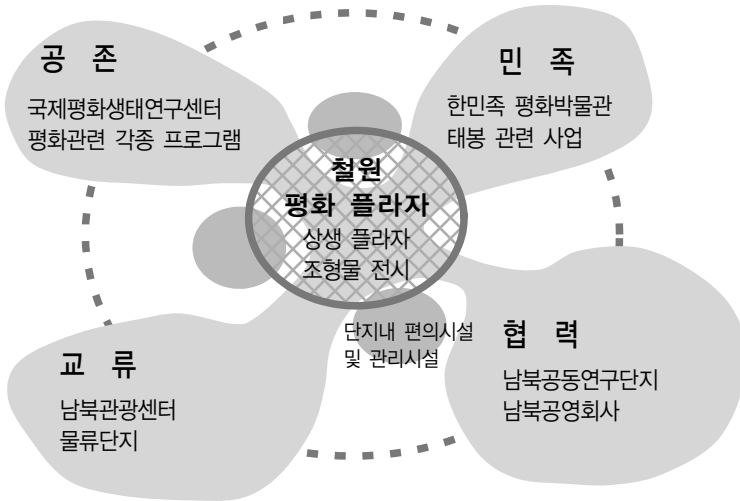 공 존
국제평화생태연구센터
평화관련 각종 프로그램
민 족
한민족 평화박물관
태봉 관련 사업
철원
평화 플라자
상생 플라자
조형물 전시
단지내 편의시설
및 관리시설
교 류
남북관광센터
물류단지
협 력
남북공동연구단지
남북공영회사